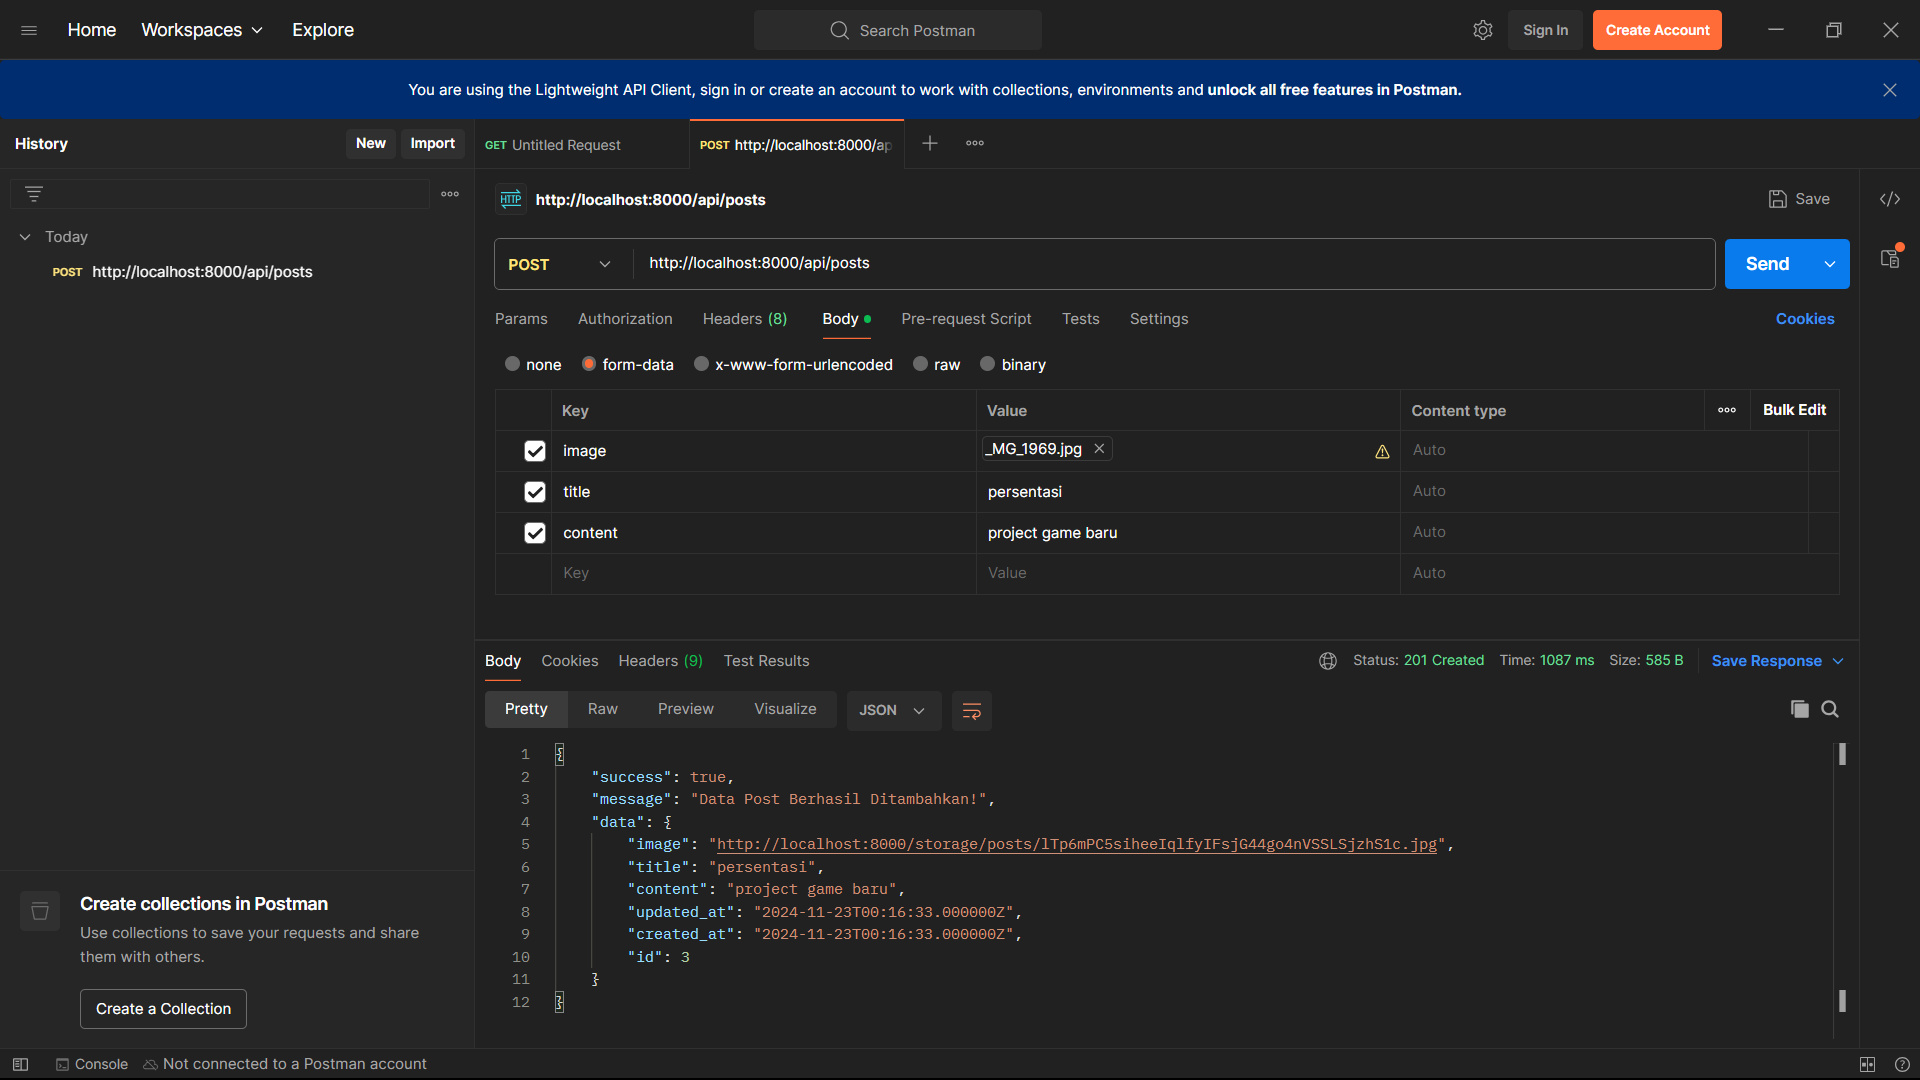 Home Workspaces Explore Search Postman Sign In Create Account
You are using the Lightweight API Client, sign in or create an account to work with collections, environments and unlock all free features in Postman.
History New Import
GET Untitled Request POST http://localhost:8000/ap
HTTP http://localhost:8000/api/posts Save
Today
POST http://localhost:8000/api/posts
POST http://localhost:8000/api/posts Send
Params Authorization Headers (8) Body Pre-request Script Tests Settings Cookies
none form-data x-www-form-urlencoded raw binary
Key Value Content type Bulk Edit
image _MG_1969.jpg Auto
title persentasi Auto
content project game baru Auto
Key Value Auto
Body Cookies Headers (9) Test Results Status: 201 Created Time: 1087 ms Size: 585 B Save Response
Pretty Raw Preview Visualize JSON
1 {
2 "success": true,
3 "message": "Data Post Berhasil Ditambahkan!",
4 "data": {
5 "image": "http://localhost:8000/storage/posts/lTp6mPC5siheeIqlfyIFsjG44go4nVSSLSjzhS1c.jpg",
6 "title": "persentasi",
7 "content": "project game baru",
8 "updated_at": "2024-11-23T00:16:33.000000Z",
9 "created_at": "2024-11-23T00:16:33.000000Z",
10 "id": 3
11 }
12 }
Create collections in Postman
Use collections to save your requests and share
them with others.
Create a Collection
Console Not connected to a Postman account